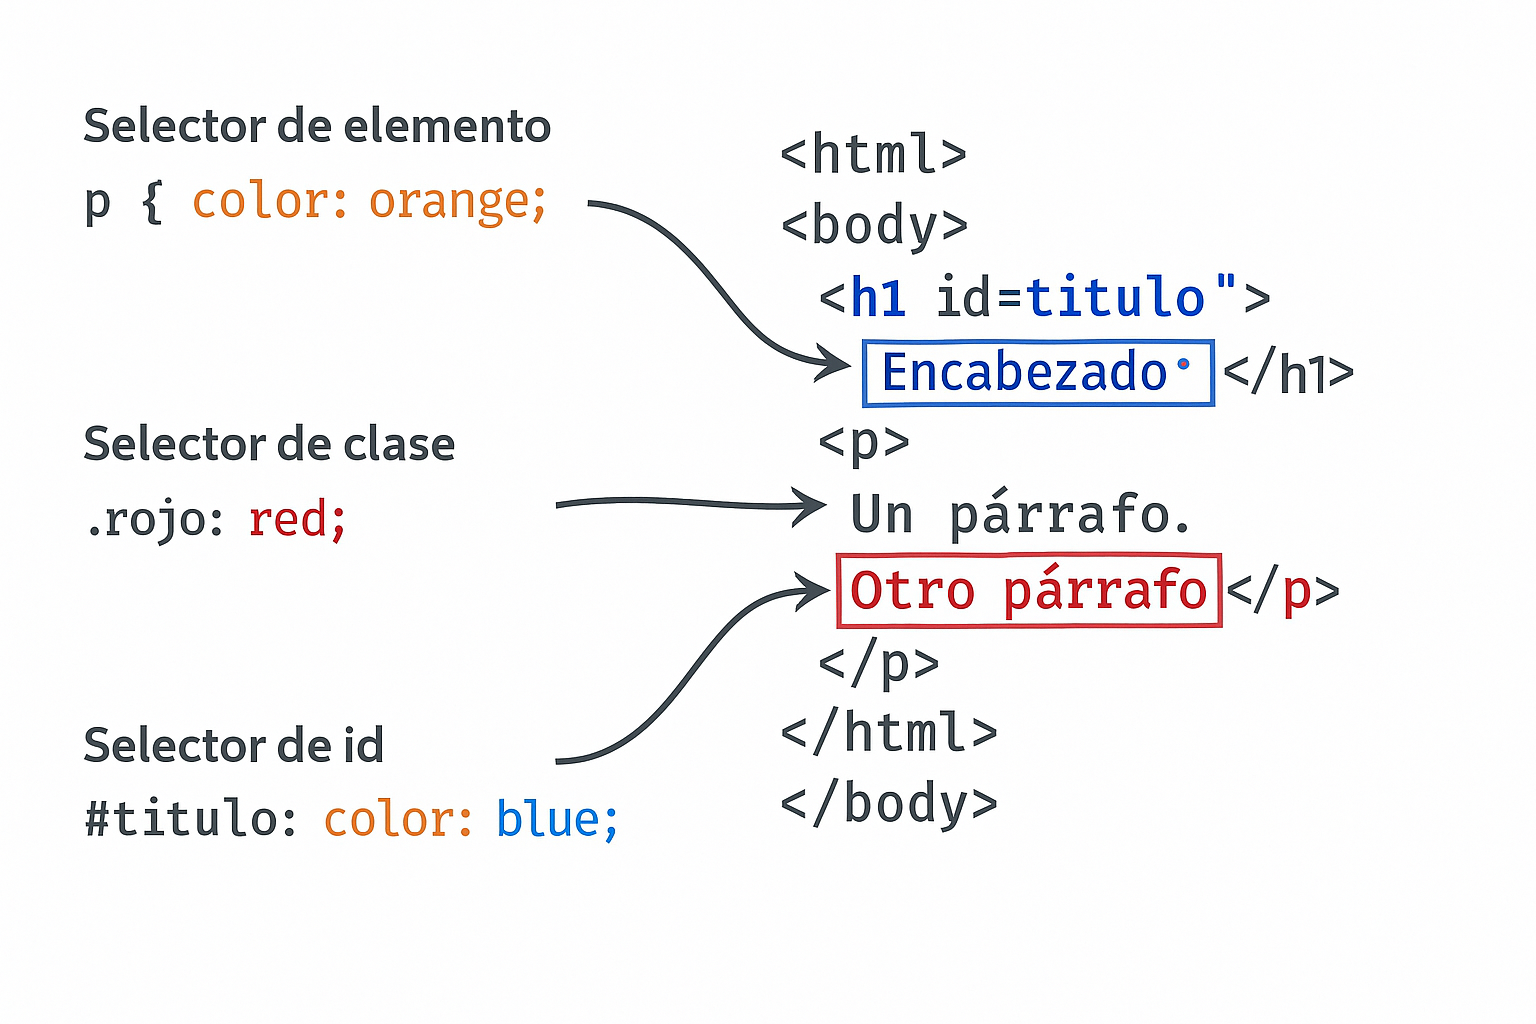 Selector de elemento
p { color: orange;
Selector de clase
.rojo: red;
Selector de id
#titulo: color: blue;
<html>
<body>
<h1 id=titulo">
Encabezado </h1>
<p>
Un párrafo.
Otro párrafo</p>
</p>
</html>
</body>